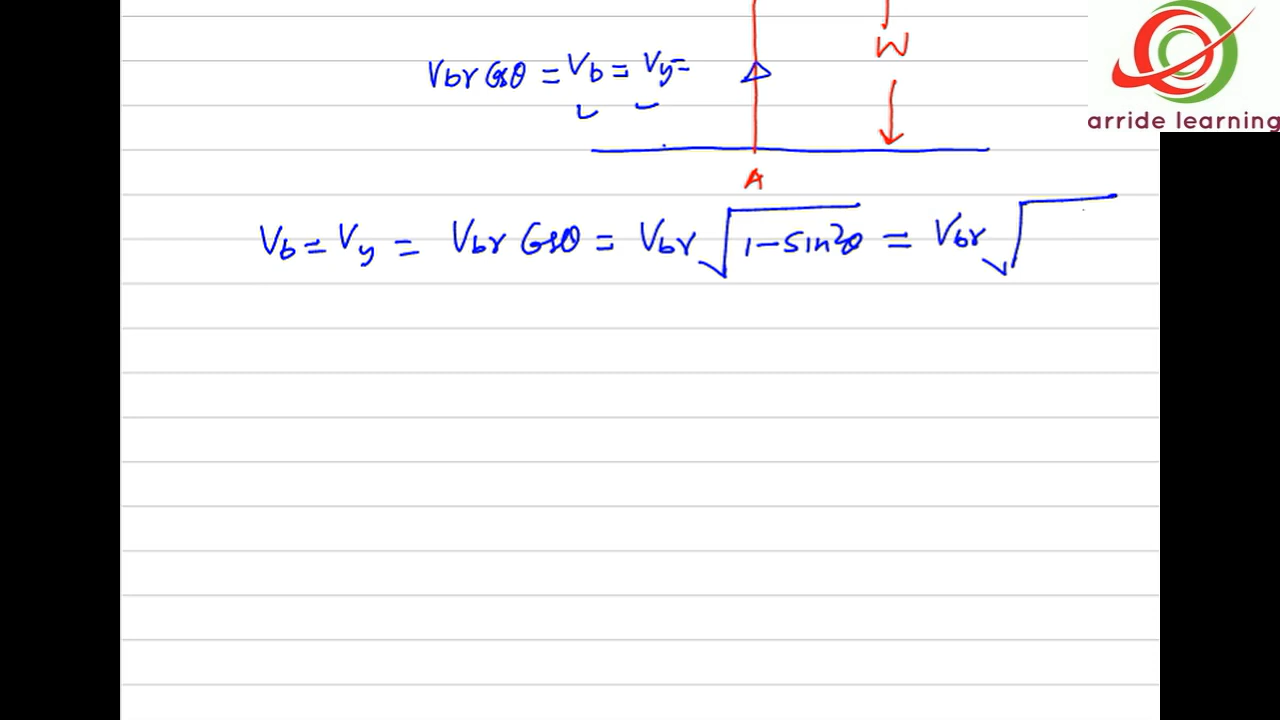 W
Vbr Cosθ = Vb = Vy =
arride learning
A
Vb = Vy = Vbr Cosθ = Vbr √1-Sin²θ = Vbr √